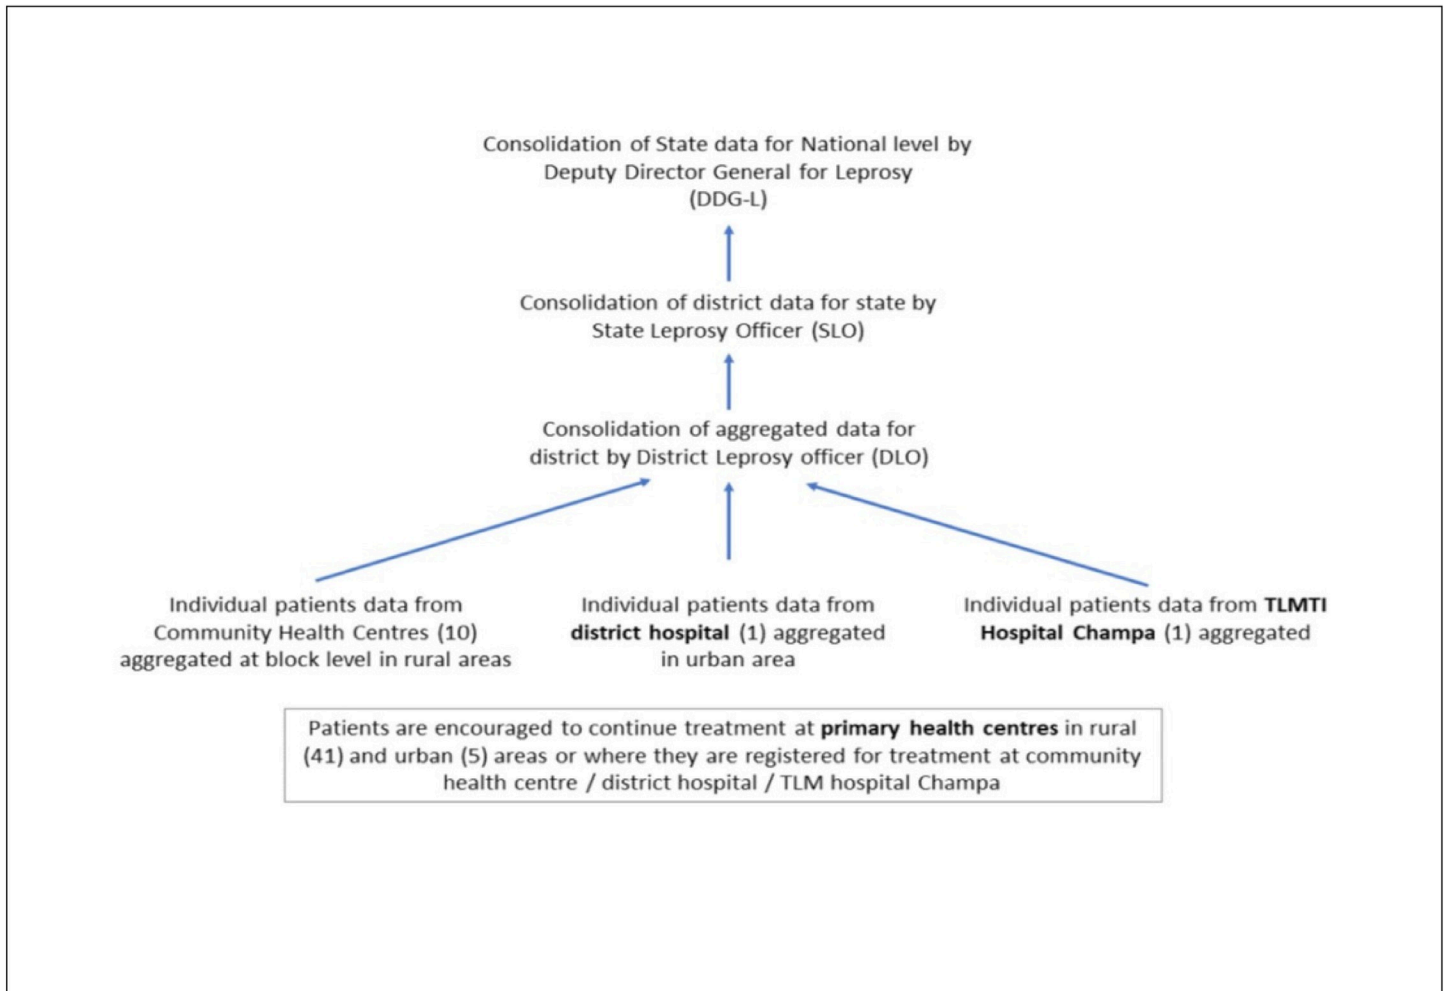 Consolidation of State data for National level by
Deputy Director General for Leprosy
(DDG-L)
Consolidation of district data for state by
State Leprosy Officer (SLO)
Consolidation of aggregated data for
district by District Leprosy officer (DLO)
Individual patients data from
Community Health Centres (10)
aggregated at block level in rural areas
Individual patients data from
district hospital (1) aggregated
in urban area
Individual patients data from TLMTI
Hospital Champa (1) aggregated
Patients are encouraged to continue treatment at primary health centres in rural
(41) and urban (5) areas or where they are registered for treatment at community
health centre / district hospital / TLM hospital Champa